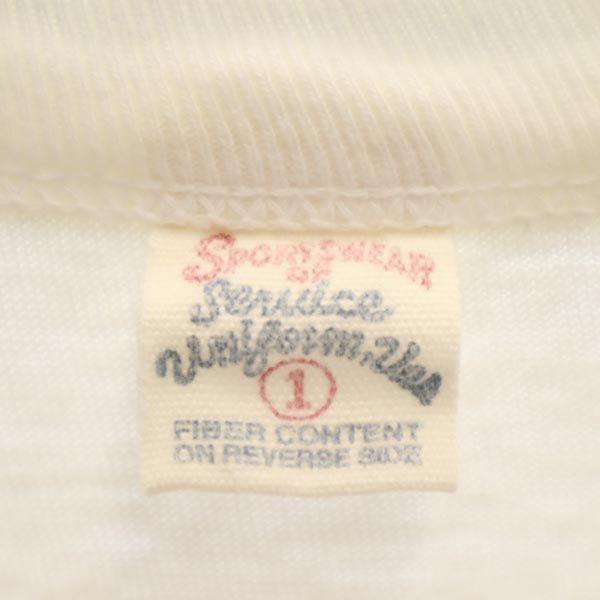 SPORTSWEAR
OF
Service
Uniform, Use
1
FIBER CONTENT
ON REVERSE SIDE